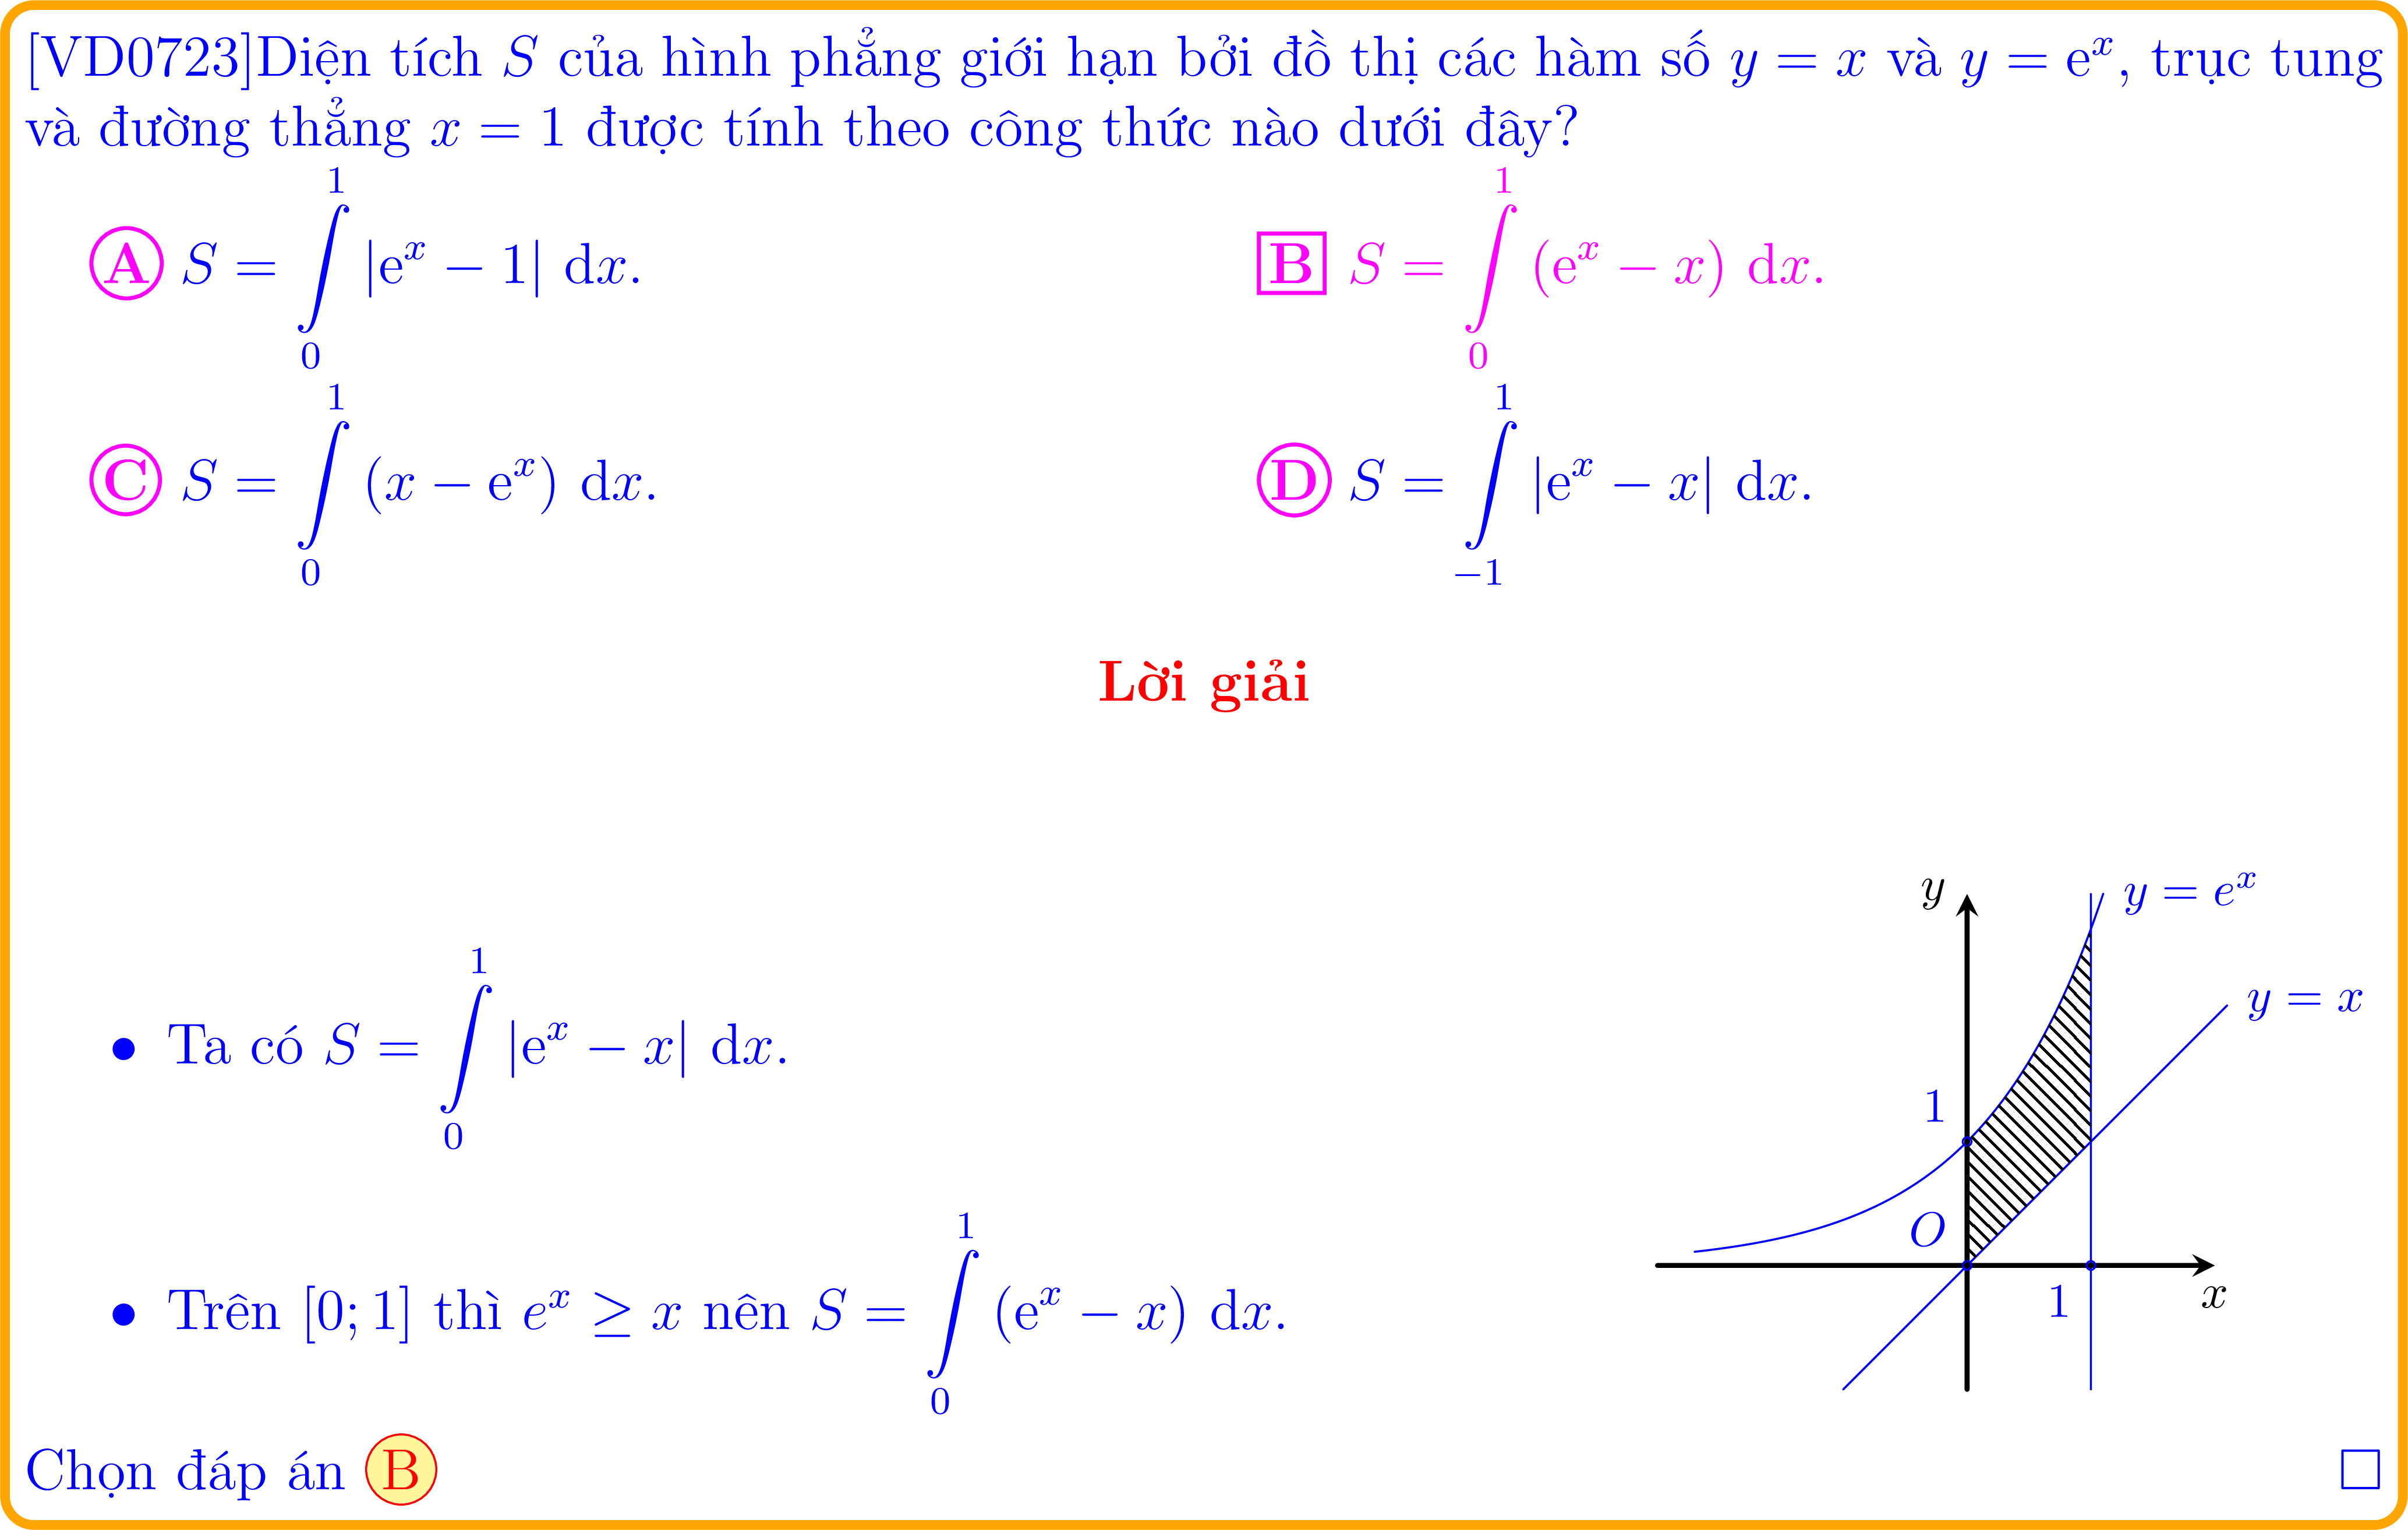 [VD0723]Diện tích S của hình phẳng giới hạn bởi đồ thị các hàm số y = x và y = e^x, trục tung
và đường thẳng x = 1 được tính theo công thức nào dưới đây?
A S = ∫_0^1 |e^x − 1| dx.
B S = ∫_0^1 (e^x − x) dx.
C S = ∫_0^1 (x − e^x) dx.
D S = ∫_{−1}^1 |e^x − x| dx.
Lời giải
• Ta có S = ∫_0^1 |e^x − x| dx.
• Trên [0; 1] thì e^x ≥ x nên S = ∫_0^1 (e^x − x) dx.
y
y = e^x
y = x
1
O
1
x
Chọn đáp án B □